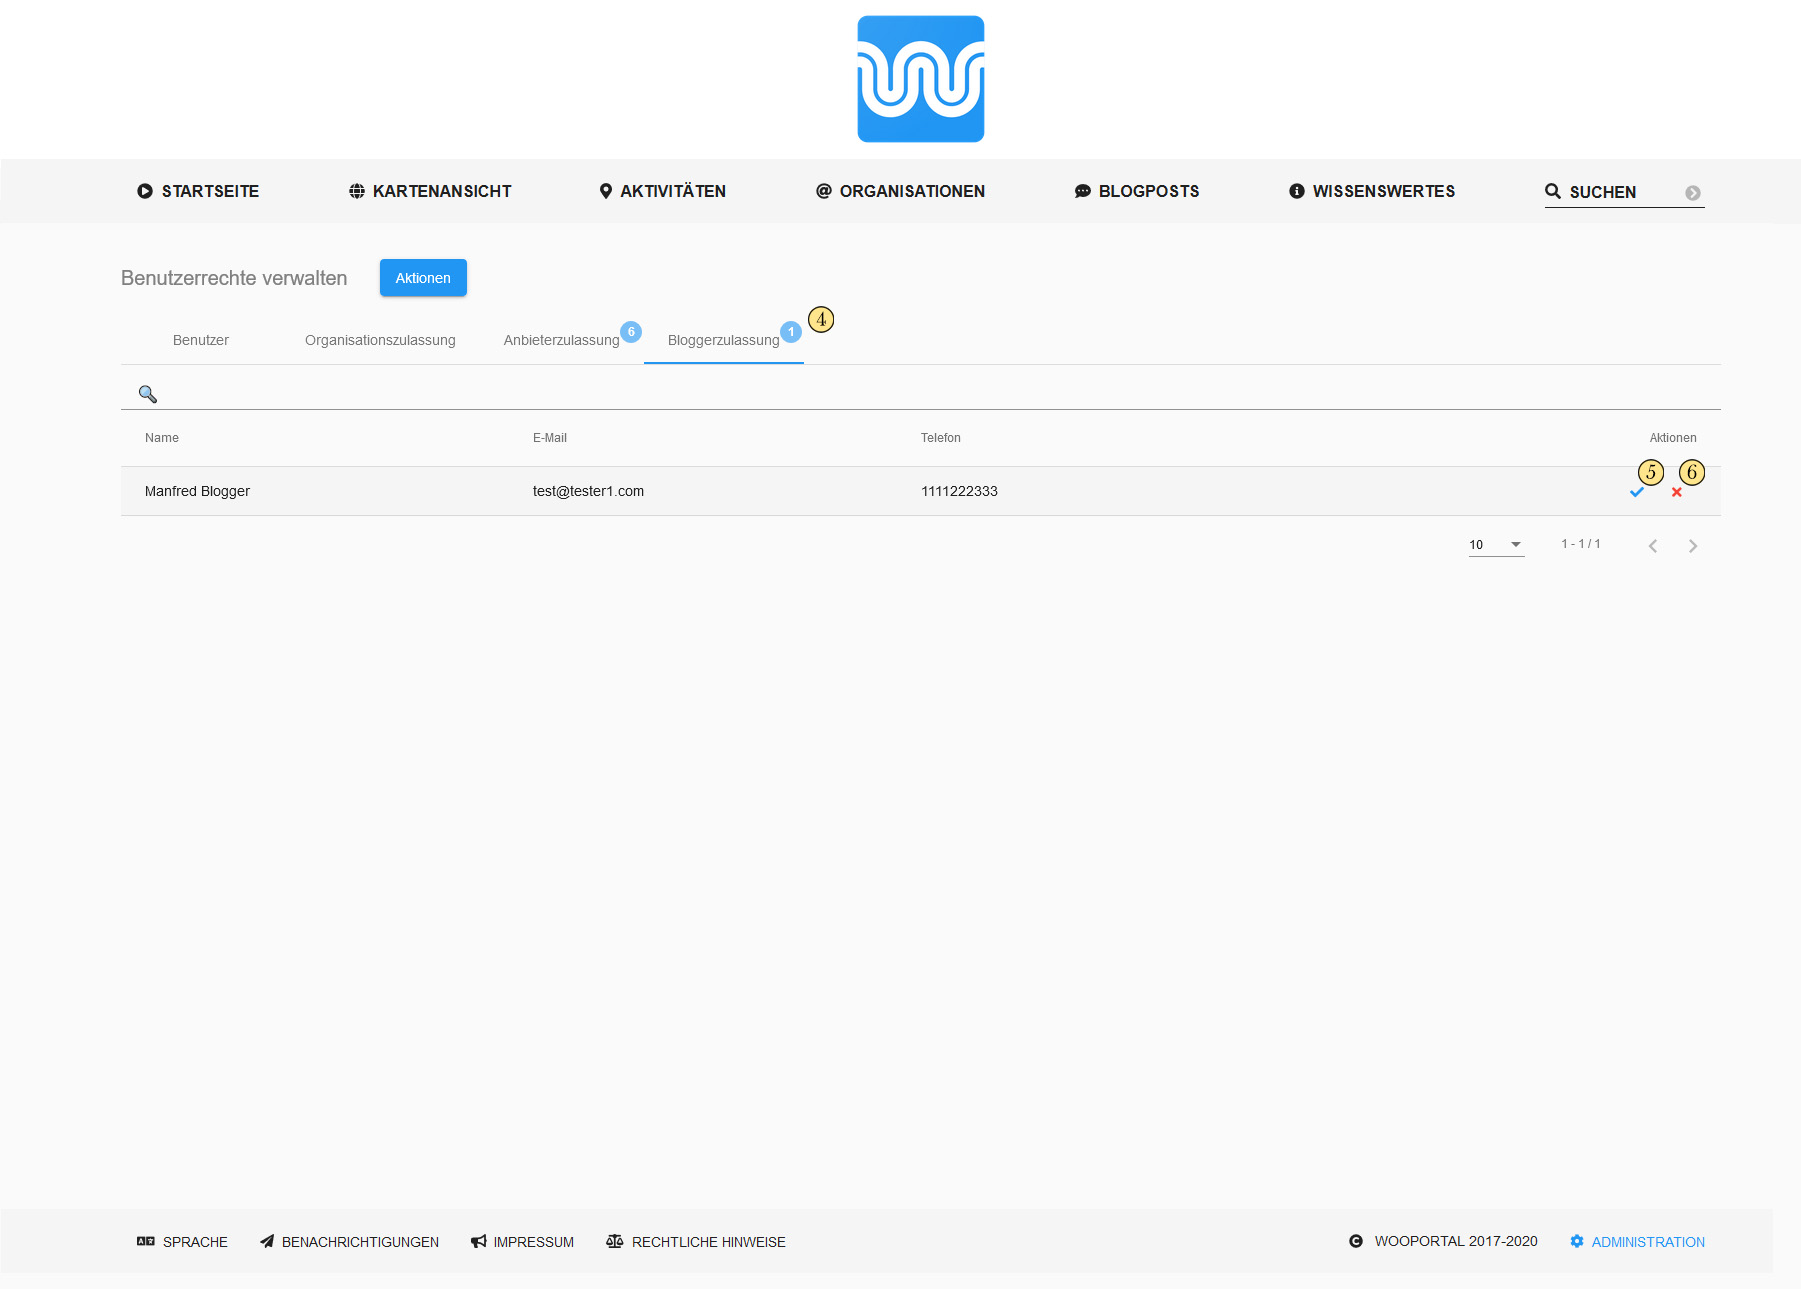 STARTSEITE KARTENANSICHT AKTIVITÄTEN @ ORGANISATIONEN BLOGPOSTS WISSENSWERTES SUCHEN
Benutzerrechte verwalten Aktionen
Benutzer Organisationszulassung Anbieterzulassung 6 Bloggerzulassung 1 4
Name E-Mail Telefon Aktionen
5 6
Manfred Blogger test@tester1.com 1111222333
10 1 - 1 / 1
SPRACHE BENACHRICHTIGUNGEN IMPRESSUM RECHTLICHE HINWEISE WOOPORTAL 2017-2020 ADMINISTRATION